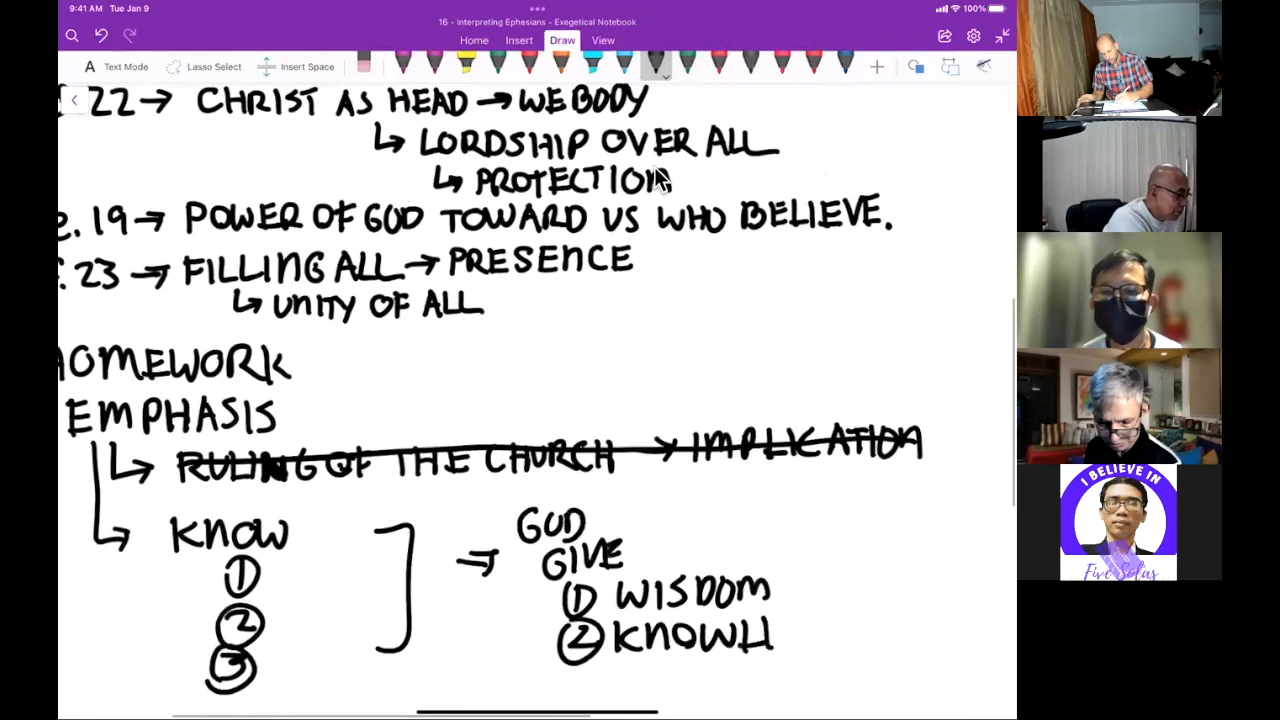 9:41 AM Tue Jan 9
100%
16 - Interpreting Ephesians - Exegetical Notebook
Home Insert Draw View
Text Mode Lasso Select Insert Space
22 → CHRIST AS HEAD → WE BODY
↳ LORDSHIP OVER ALL
↳ PROTECTION
19 → POWER OF GOD TOWARD US WHO BELIEVE.
23 → FILLING ALL → PRESENCE
↳ UNITY OF ALL
HOMEWORK
EMPHASIS
↳ RULING OF THE CHURCH → IMPLICATION
↳ KNOW
①
②
③
⇒ GOD
GIVE
① WISDOM
② KNOWL
I BELIEVE IN
Five Solas